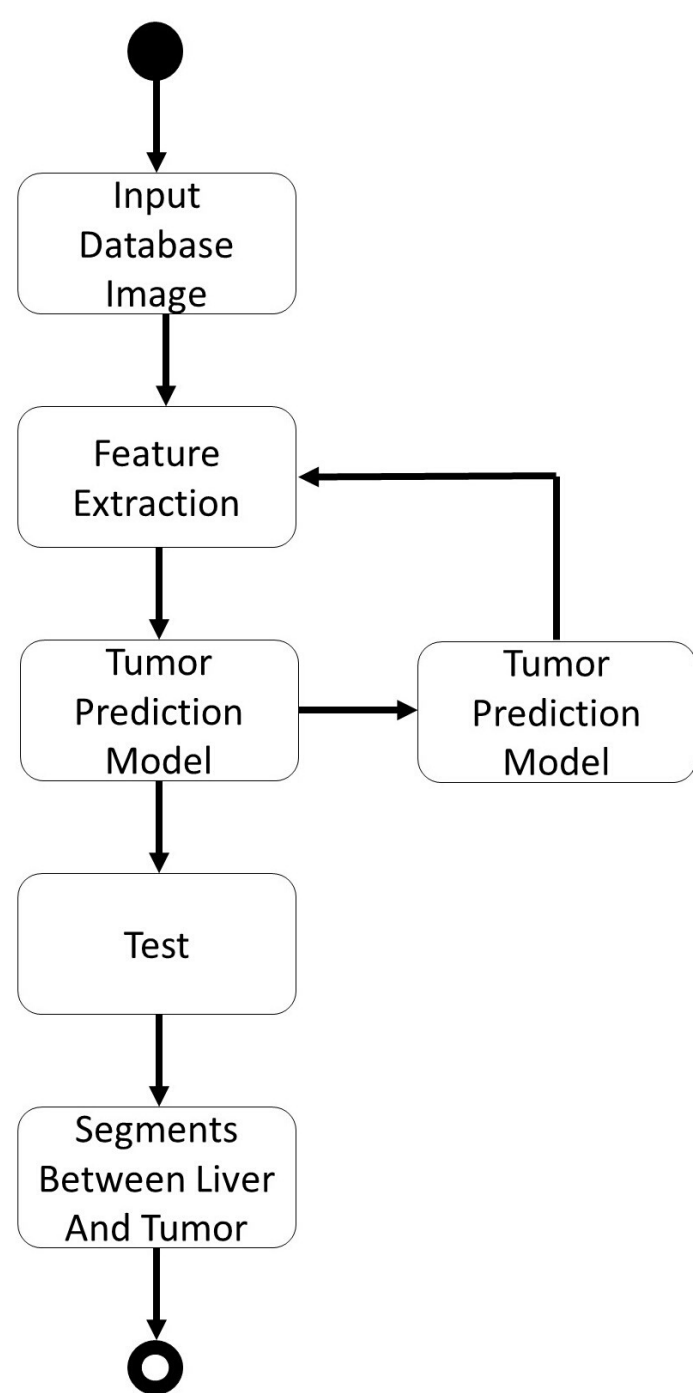 Input
Database
Image
Feature
Extraction
Tumor
Prediction
Model
Tumor
Prediction
Model
Test
Segments
Between Liver
And Tumor